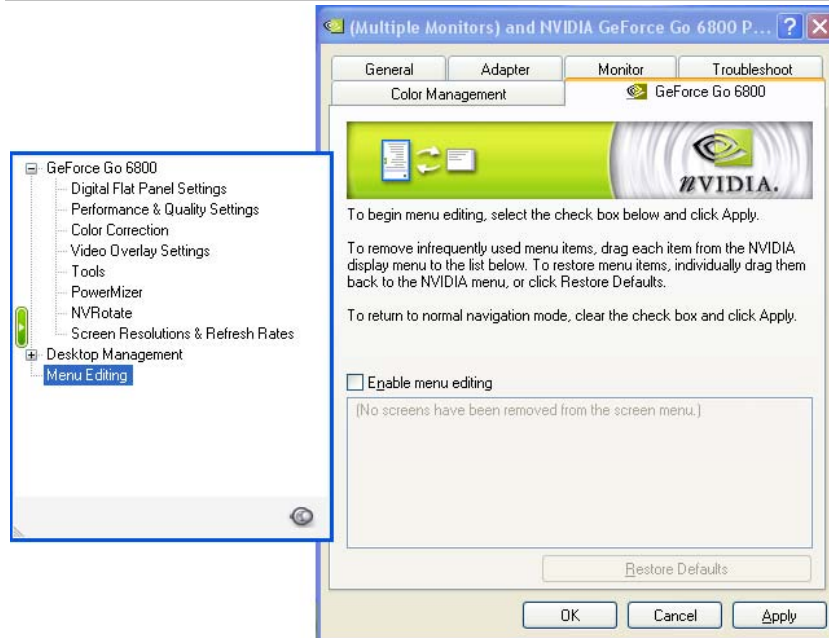 (Multiple Monitors) and NVIDIA GeForce Go 6800 P...
General Adapter Monitor Troubleshoot
Color Management GeForce Go 6800
nVIDIA.
To begin menu editing, select the check box below and click Apply.
To remove infrequently used menu items, drag each item from the NVIDIA
display menu to the list below. To restore menu items, individually drag them
back to the NVIDIA menu, or click Restore Defaults.
To return to normal navigation mode, clear the check box and click Apply.
Enable menu editing
(No screens have been removed from the screen menu.)
Restore Defaults
OK Cancel Apply
GeForce Go 6800
Digital Flat Panel Settings
Performance & Quality Settings
Color Correction
Video Overlay Settings
Tools
PowerMizer
NVRotate
Screen Resolutions & Refresh Rates
Desktop Management
Menu Editing